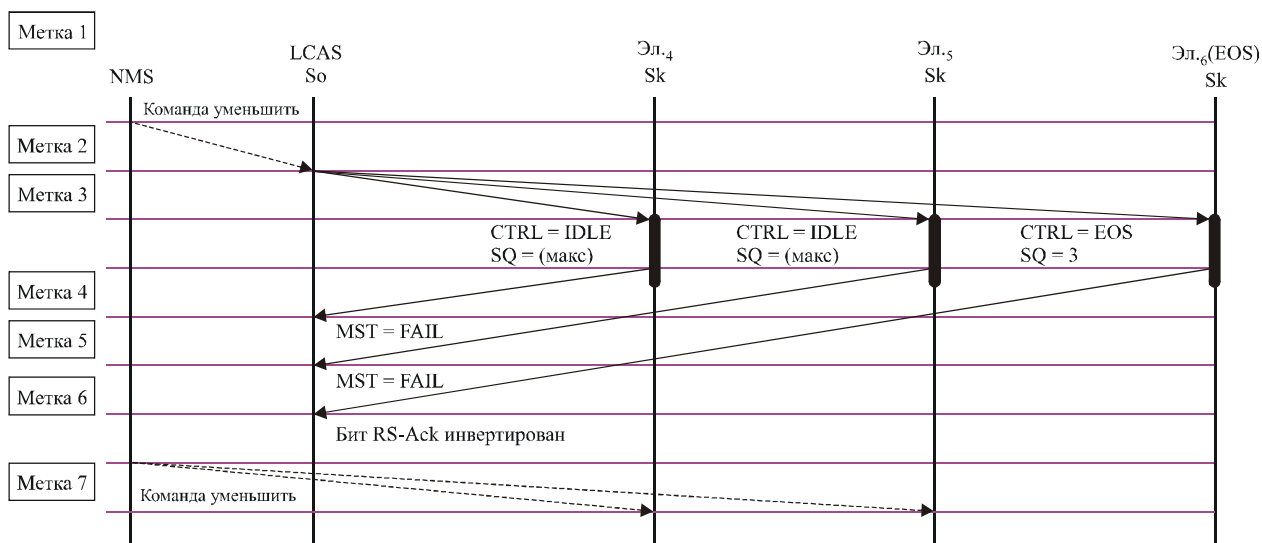 Метка 1
NMS
LCAS
So
Эл.4
Sk
Эл.5
Sk
Эл.6(EOS)
Sk
Команда уменьшить
Метка 2
Метка 3
CTRL = IDLE
SQ = (макс)
CTRL = IDLE
SQ = (макс)
CTRL = EOS
SQ = 3
Метка 4
MST = FAIL
Метка 5
MST = FAIL
Метка 6
Бит RS-Ack инвертирован
Метка 7
Команда уменьшить